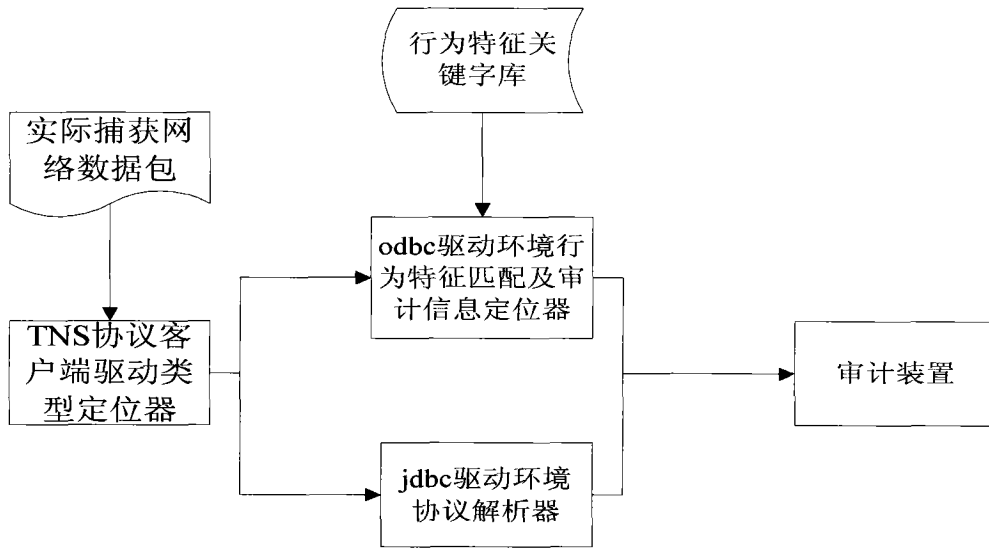 行为特征关
键字库
实际捕获网
络数据包
odbc驱动环境行
为特征匹配及审
计信息定位器
TNS协议客
户端驱动类
型定位器
审计装置
jdbc驱动环境
协议解析器